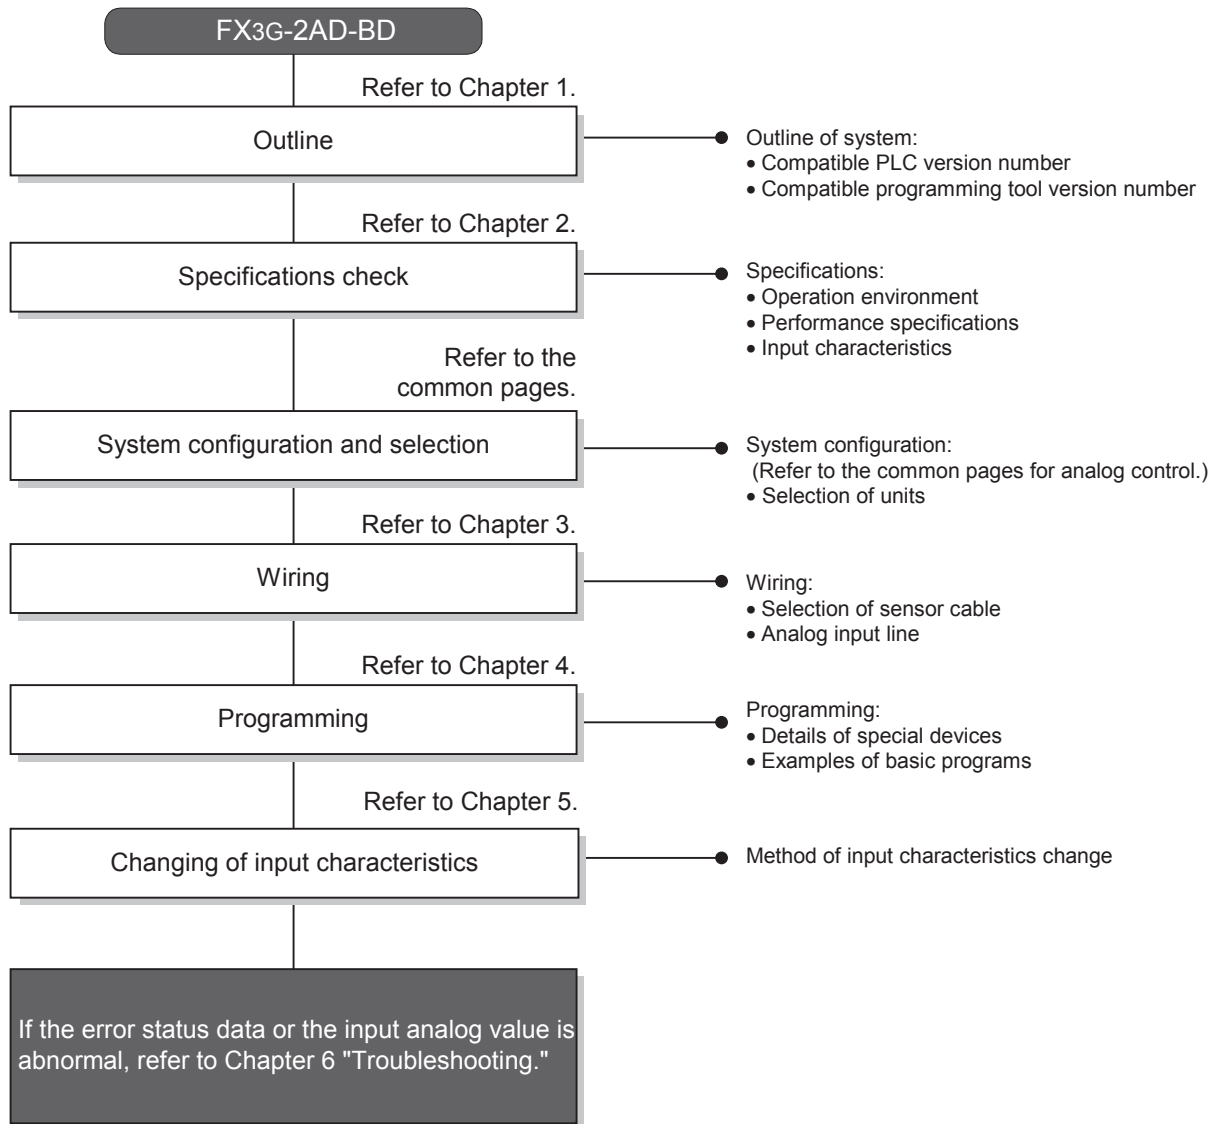 FX3G-2AD-BD
Refer to Chapter 1.
Outline
Outline of system:
• Compatible PLC version number
• Compatible programming tool version number
Refer to Chapter 2.
Specifications check
Specifications:
• Operation environment
• Performance specifications
• Input characteristics
Refer to the
common pages.
System configuration and selection
System configuration:
(Refer to the common pages for analog control.)
• Selection of units
Refer to Chapter 3.
Wiring
Wiring:
• Selection of sensor cable
• Analog input line
Refer to Chapter 4.
Programming
Programming:
• Details of special devices
• Examples of basic programs
Refer to Chapter 5.
Changing of input characteristics
Method of input characteristics change
If the error status data or the input analog value is
abnormal, refer to Chapter 6 "Troubleshooting."